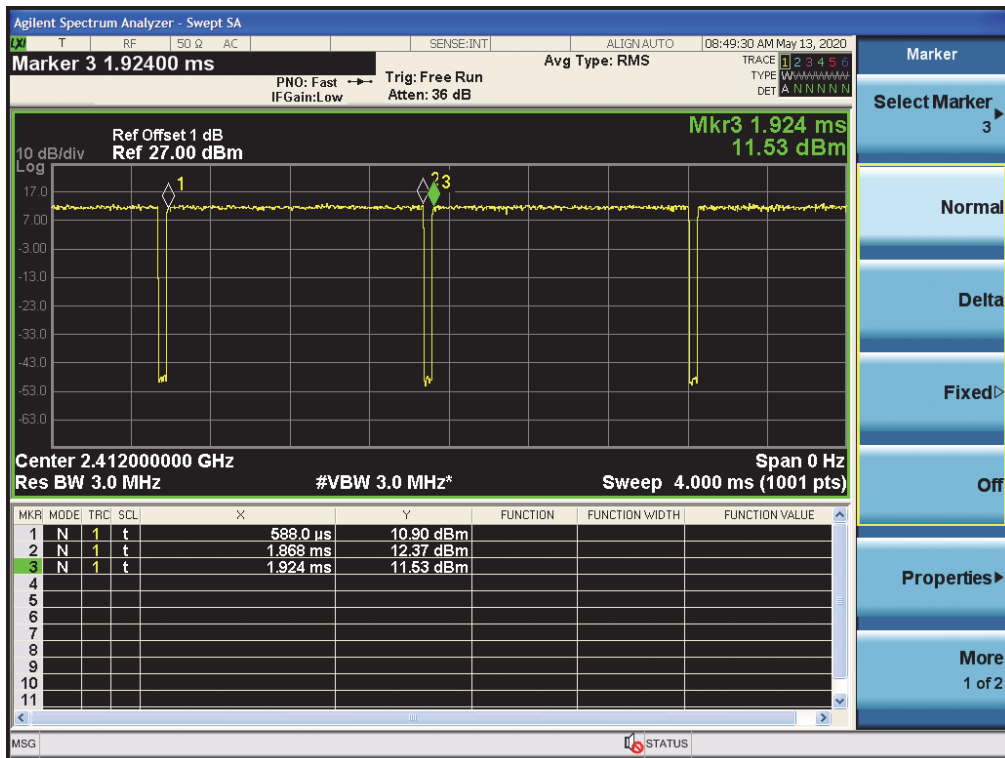 Agilent Spectrum Analyzer - Swept SA
LXI T RF 50 Ω AC SENSE:INT ALIGN AUTO 08:49:30 AM May 13, 2020
Marker 3 1.92400 ms
PNO: Fast
IFGain:Low
Trig: Free Run
Atten: 36 dB
Avg Type: RMS
TRACE 1 2 3 4 5 6
TYPE W
DET A N N N N N
Mkr3 1.924 ms
11.53 dBm
Ref Offset 1 dB
10 dB/div Ref 27.00 dBm
Log
1
2
3
17.0
7.00
-3.00
-13.0
-23.0
-33.0
-43.0
-53.0
-63.0
Center 2.412000000 GHz Span 0 Hz
Res BW 3.0 MHz #VBW 3.0 MHz* Sweep 4.000 ms (1001 pts)
MKR MODE TRC SCL X Y FUNCTION FUNCTION WIDTH FUNCTION VALUE
1 N 1 t 588.0 µs 10.90 dBm
2 N 1 t 1.868 ms 12.37 dBm
3 N 1 t 1.924 ms 11.53 dBm
4
5
6
7
8
9
10
11
MSG STATUS
Marker
Select Marker
3
Normal
Delta
Fixed
Off
Properties
More
1 of 2